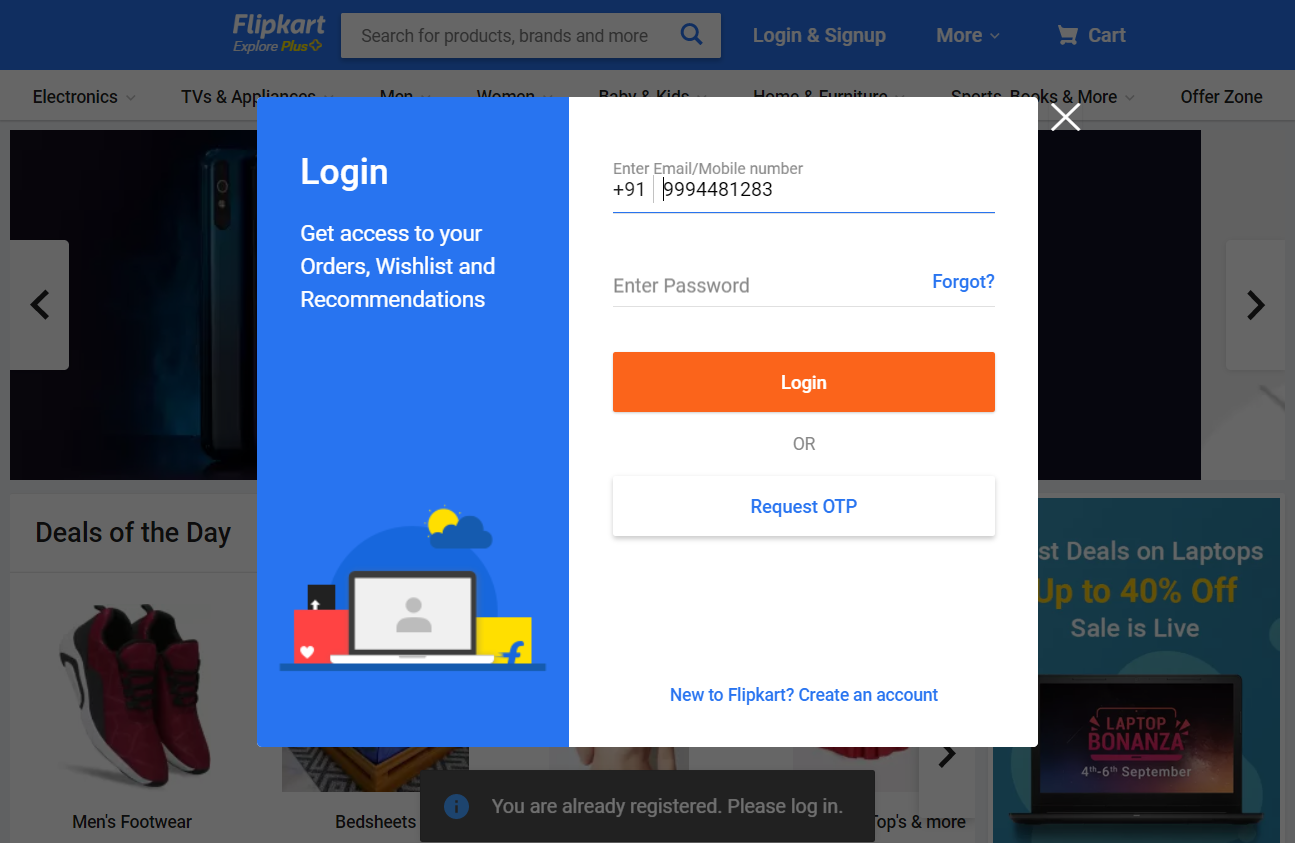 Flipkart
Explore Plus
Search for products, brands and more
Login & Signup
More
Cart
Electronics
TVs & Appliances
Men
Women
Baby & Kids
Home & Furniture
Sports, Books & More
Offer Zone
Login
Get access to your
Orders, Wishlist and
Recommendations
Enter Email/Mobile number
+91 9994481283
Enter Password
Forgot?
Login
OR
Request OTP
New to Flipkart? Create an account
Deals of the Day
st Deals on Laptops
Up to 40% Off
Sale is Live
LAPTOP
BONANZA
4th-6th September
Men's Footwear
Bedsheets
Top's & more
You are already registered. Please log in.